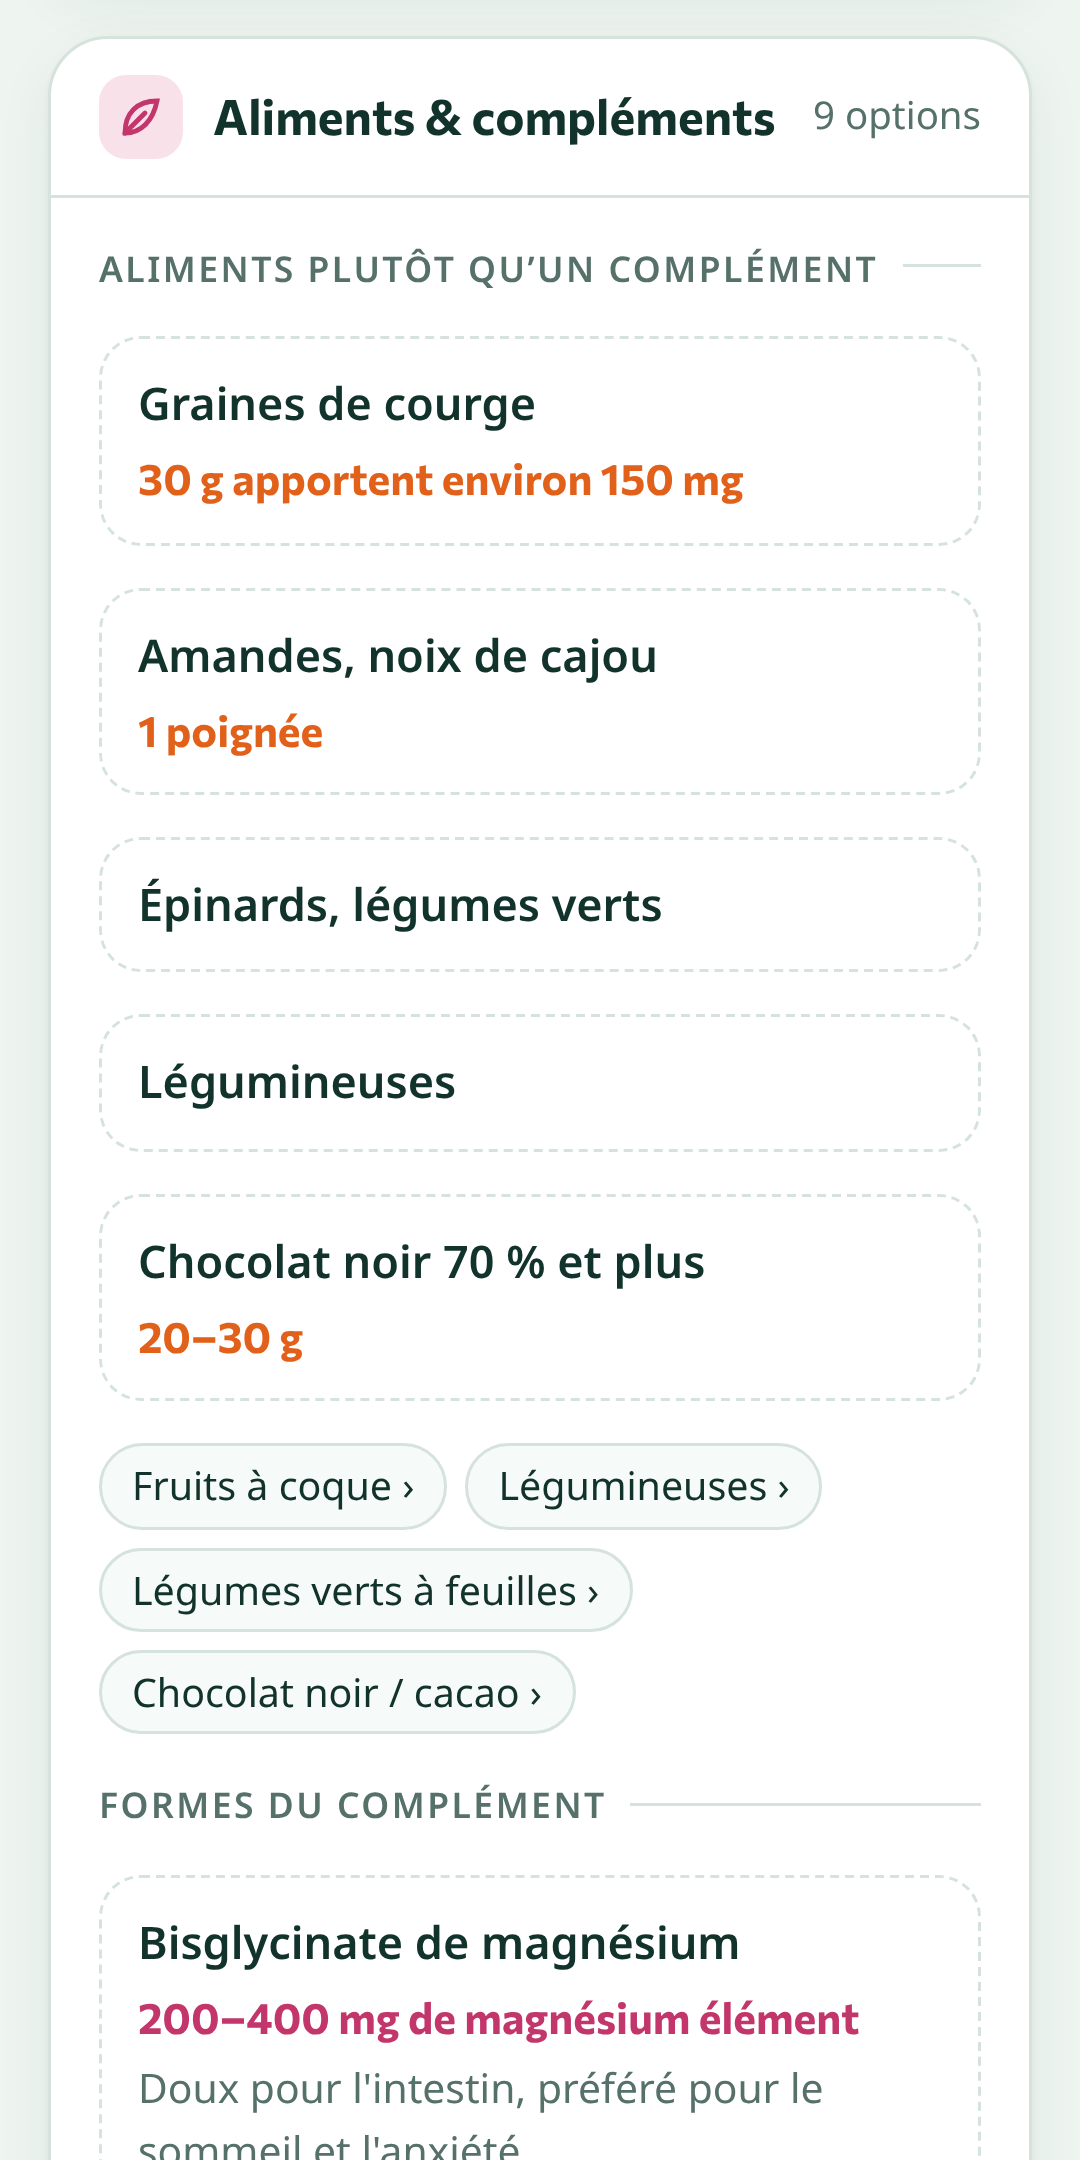 Aliments & compléments
9 options
ALIMENTS PLUTÔT QU’UN COMPLÉMENT
Graines de courge
30 g apportent environ 150 mg
Amandes, noix de cajou
1 poignée
Épinards, légumes verts
Légumineuses
Chocolat noir 70 % et plus
20–30 g
Fruits à coque ›
Légumineuses ›
Légumes verts à feuilles ›
Chocolat noir / cacao ›
FORMES DU COMPLÉMENT
Bisglycinate de magnésium
200–400 mg de magnésium élément
Doux pour l'intestin, préféré pour le
sommeil et l'anxiété